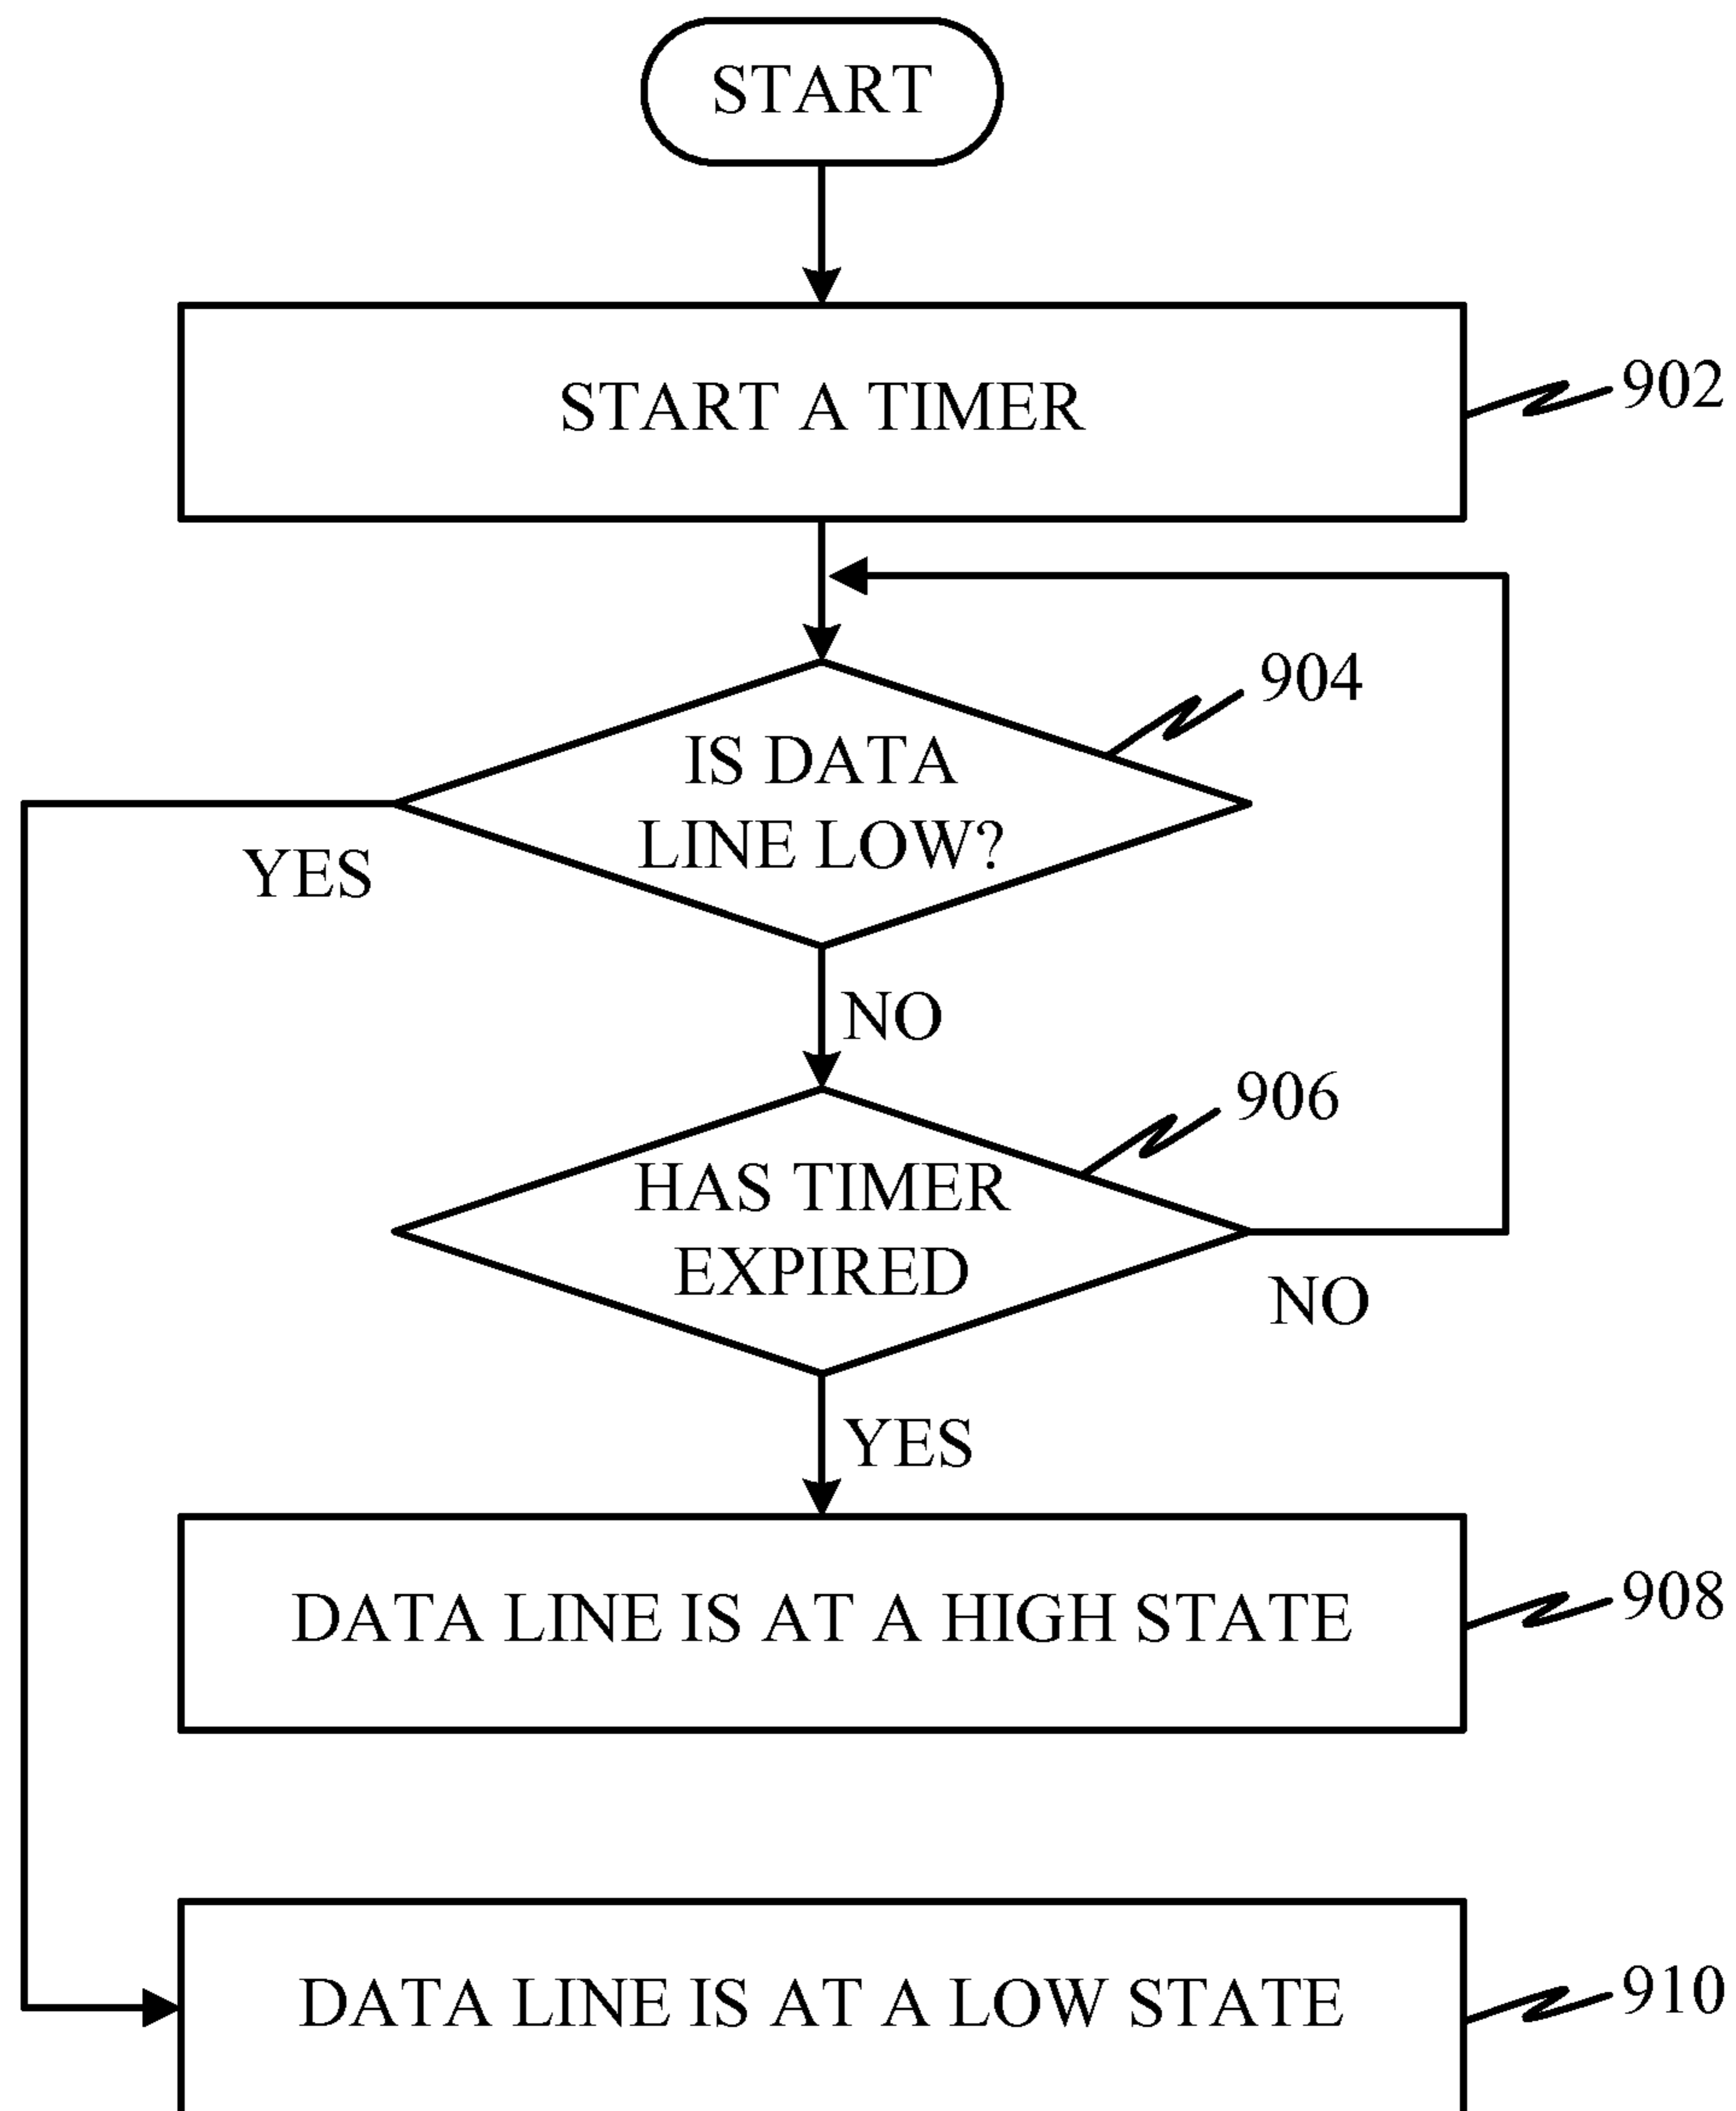 START
START A TIMER
902
904
IS DATA
LINE LOW?
YES
NO
906
HAS TIMER
EXPIRED
NO
YES
DATA LINE IS AT A HIGH STATE
908
DATA LINE IS AT A LOW STATE
910